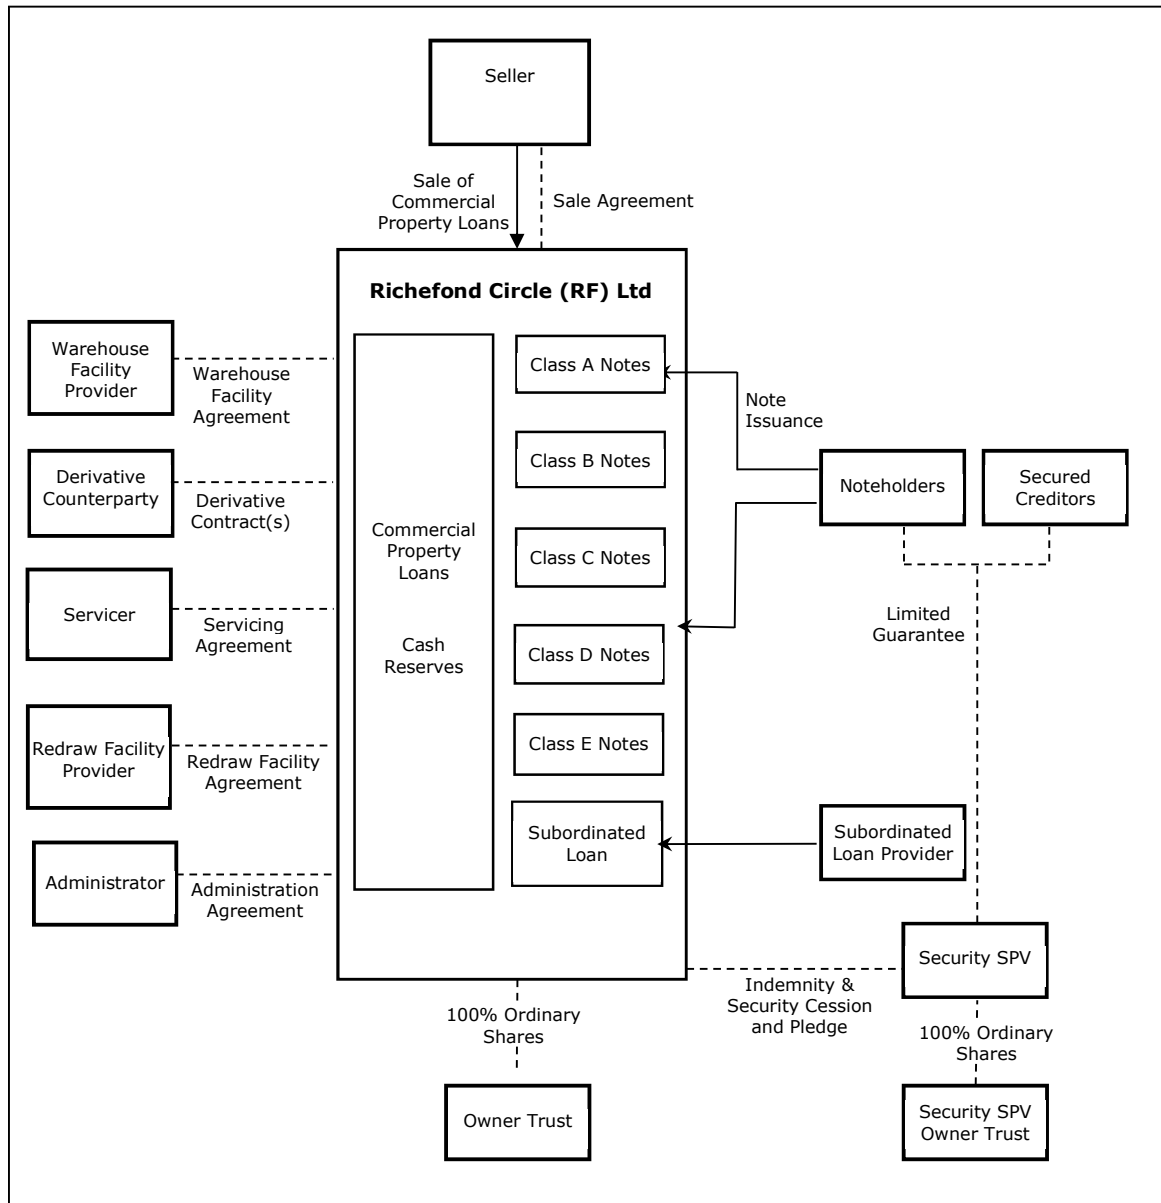 Seller
Sale of
Commercial
Property Loans
Sale Agreement
Richefond Circle (RF) Ltd
Warehouse
Facility
Provider
Warehouse
Facility
Agreement
Derivative
Counterparty
Derivative
Contract(s)
Servicer
Servicing
Agreement
Redraw Facility
Provider
Redraw Facility
Agreement
Administrator
Administration
Agreement
Commercial
Property
Loans
Cash
Reserves
Class A Notes
Class B Notes
Class C Notes
Class D Notes
Class E Notes
Subordinated
Loan
Note
Issuance
Noteholders
Secured
Creditors
Limited
Guarantee
Subordinated
Loan Provider
Security SPV
Indemnity &
Security Cession
and Pledge
100% Ordinary
Shares
Owner Trust
100% Ordinary
Shares
Security SPV
Owner Trust